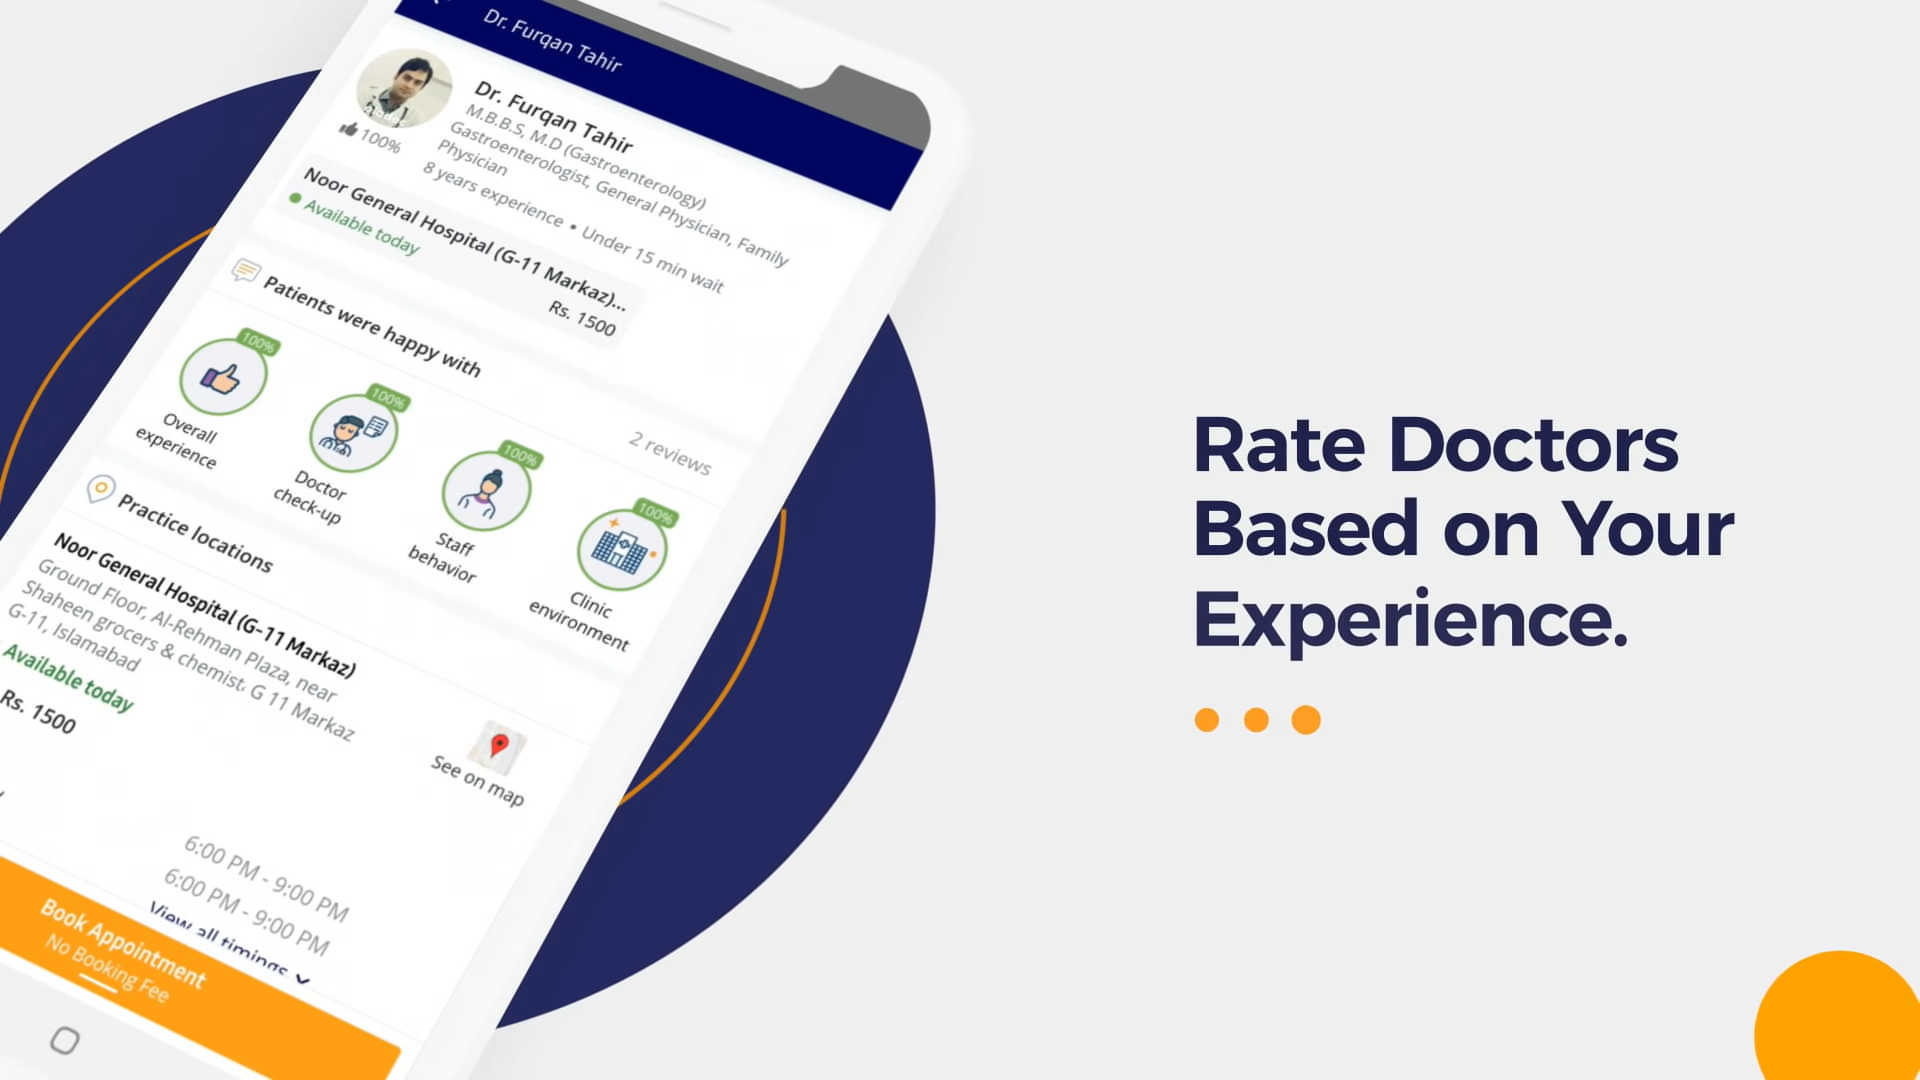 Dr. Furqan Tahir
Dr. Furqan Tahir
M.B.B.S, M.D (Gastroenterology)
Gastroenterologist, General Physician, Family
Physician
8 years experience • Under 15 min wait
100%
Noor General Hospital (G-11 Markaz)...
Available today
Rs. 1500
Patients were happy with
2 reviews
100%
Overall
experience
100%
Doctor
check-up
100%
Staff
behavior
100%
Clinic
environment
Practice locations
Noor General Hospital (G-11 Markaz)
Ground Floor, Al-Rehman Plaza, near
Shaheen grocers & chemist, G 11 Markaz
G-11, Islamabad
Available today
Rs. 1500
See on map
6:00 PM - 9:00 PM
6:00 PM - 9:00 PM
View all timings
Book Appointment
No Booking Fee
Rate Doctors
Based on Your
Experience.